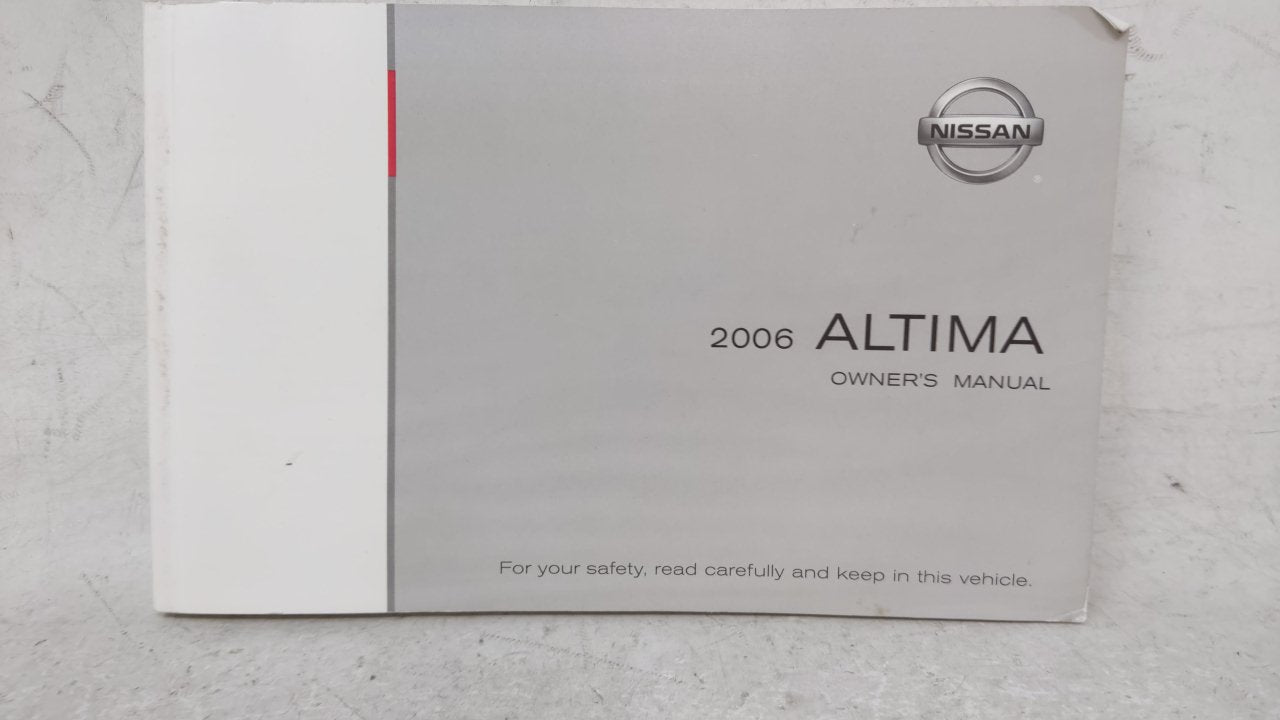 NISSAN
®
2006 ALTIMA
OWNER'S MANUAL
For your safety, read carefully and keep in this vehicle.